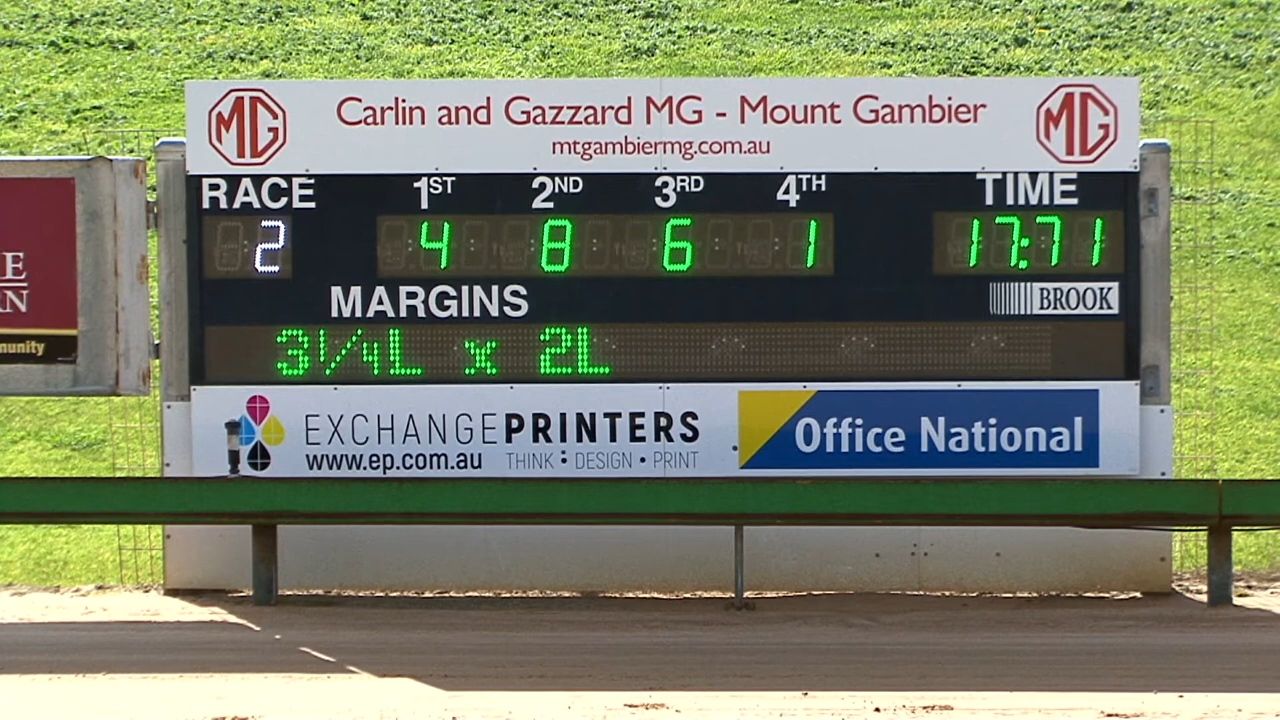 MG Carlin and Gazzard MG - Mount Gambier MG
mtgambiermg.com.au
RACE 1ST 2ND 3RD 4TH TIME
2 4 8 6 1 17:71
MARGINS
BROOK
3¼L x 2L
E
RN
munity
EXCHANGEPRINTERS
www.ep.com.au THINK : DESIGN • PRINT
Office National